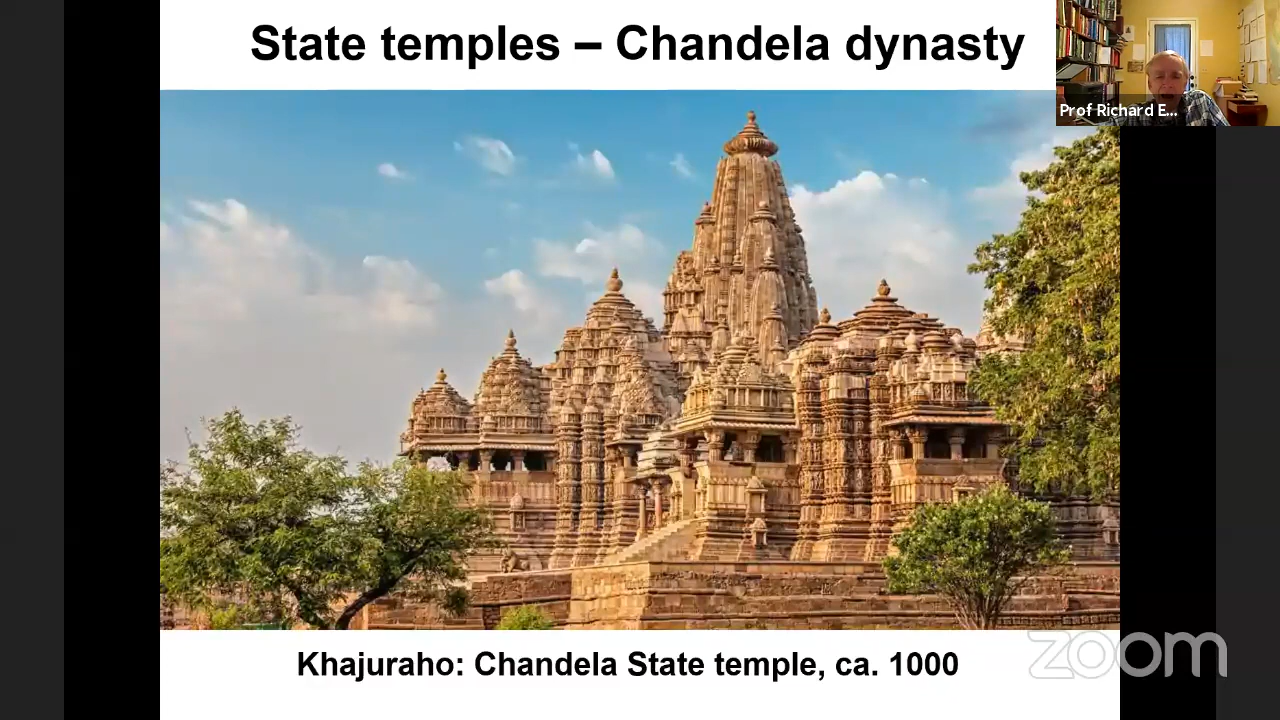 State temples – Chandela dynasty
Prof Richard E...
Khajuraho: Chandela State temple, ca. 1000
zoom